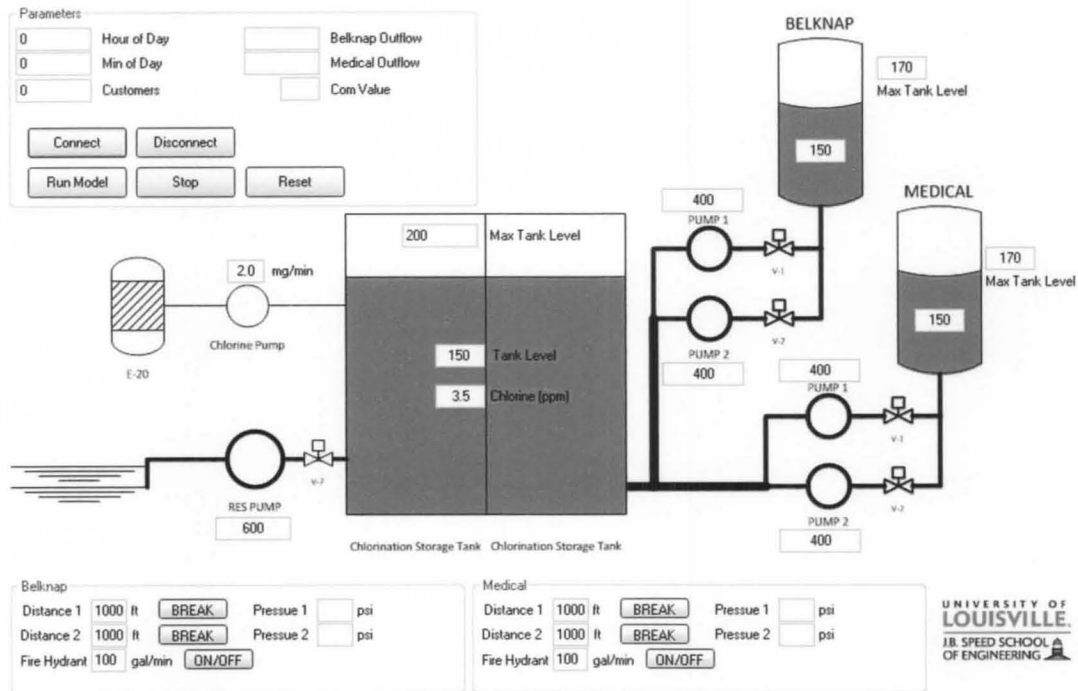 Parameters
0 Hour of Day Belknap Outflow
0 Min of Day Medical Outflow
0 Customers Com Value
Connect Disconnect
Run Model Stop Reset
BELKNAP
170
Max Tank Level
150
MEDICAL
170
Max Tank Level
150
400
PUMP 1
V-1
PUMP 2
400
V-2
400
PUMP 1
V-1
PUMP 2
400
V-2
200 Max Tank Level
2.0 mg/min
Chlorine Pump
E-20
150 Tank Level
3.5 Chlorine (ppm)
V-7
RES PUMP
600
Chlorination Storage Tank Chlorination Storage Tank
Belknap
Distance 1 1000 ft BREAK Pressue 1 psi
Distance 2 1000 ft BREAK Pressue 2 psi
Fire Hydrant 100 gal/min ON/OFF
Medical
Distance 1 1000 ft BREAK Pressue 1 psi
Distance 2 1000 ft BREAK Pressue 2 psi
Fire Hydrant 100 gal/min ON/OFF
UNIVERSITY OF
LOUISVILLE.
J.B. SPEED SCHOOL
OF ENGINEERING